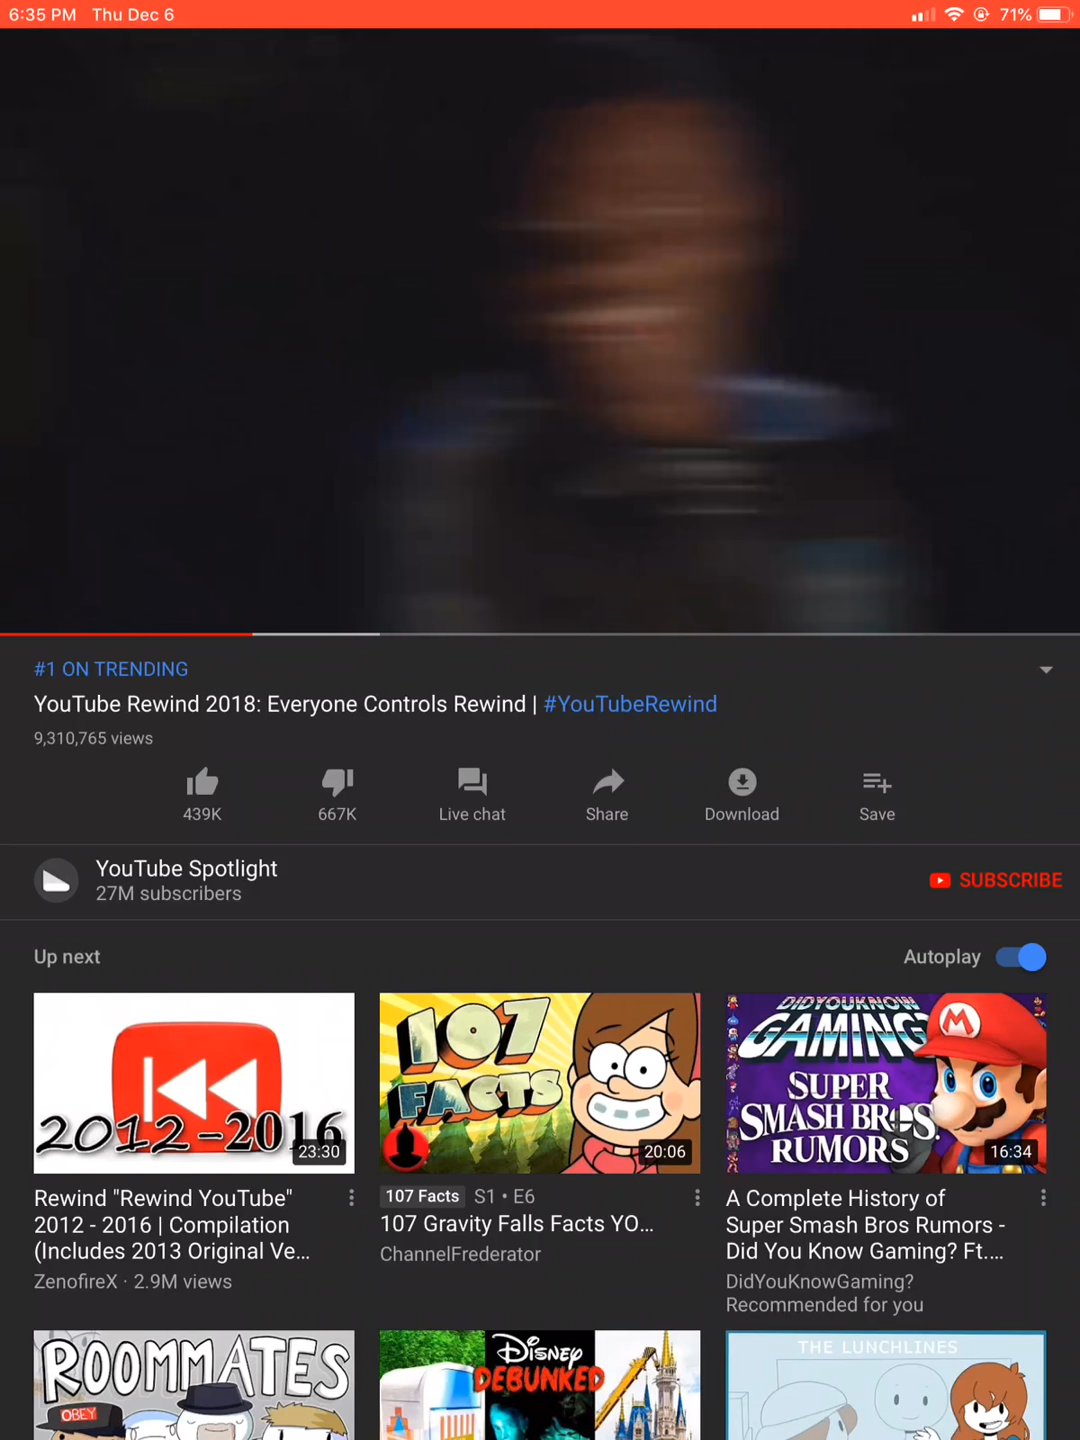 6:35 PM Thu Dec 6
71%
#1 ON TRENDING
YouTube Rewind 2018: Everyone Controls Rewind | #YouTubeRewind
9,310,765 views
439K
667K
Live chat
Share
Download
Save
YouTube Spotlight
27M subscribers
SUBSCRIBE
Up next
Autoplay
2012-2016
23:30
Rewind "Rewind YouTube"
2012 - 2016 | Compilation
(Includes 2013 Original Ve...
ZenofireX · 2.9M views
107
FACTS
20:06
107 Facts S1 • E6
107 Gravity Falls Facts YO...
ChannelFrederator
DIDYOUKNOW
GAMING?
SUPER
SMASH BROS.
RUMORS
M
16:34
A Complete History of
Super Smash Bros Rumors -
Did You Know Gaming? Ft....
DidYouKnowGaming?
Recommended for you
ROOMMATES
OBEY
DISNEY
DEBUNKED
THE LUNCHLINES